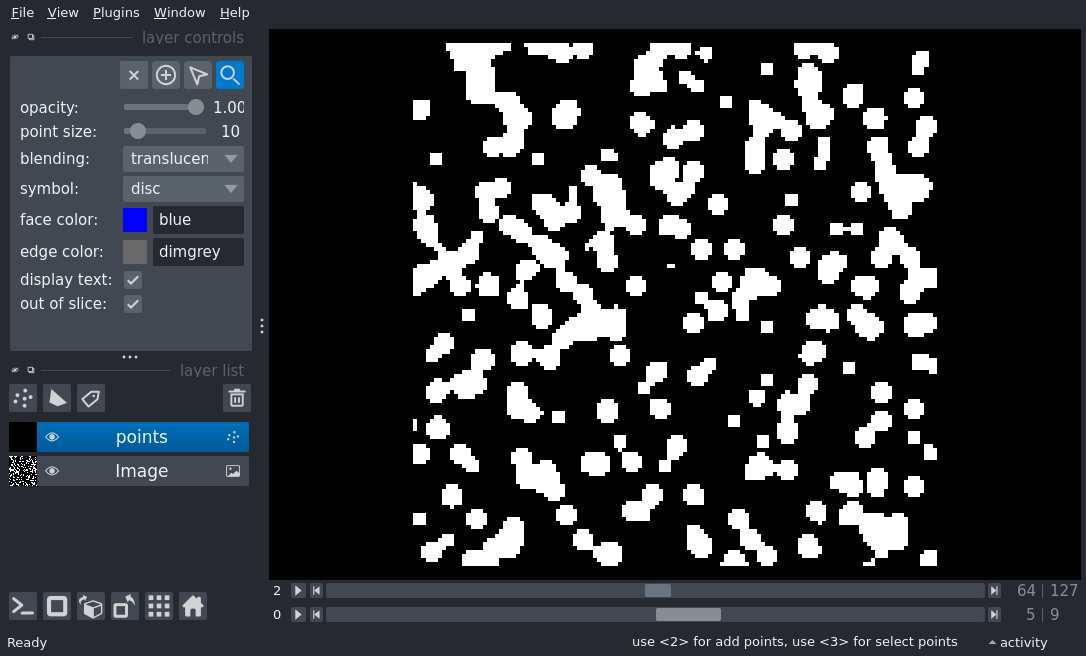 File View Plugins Window Help
layer controls
opacity: 1.00
point size: 10
blending: translucen
symbol: disc
face color: blue
edge color: dimgrey
display text:
out of slice:
layer list
points
Image
2 64 | 127
0 5 | 9
Ready use <2> for add points, use <3> for select points activity